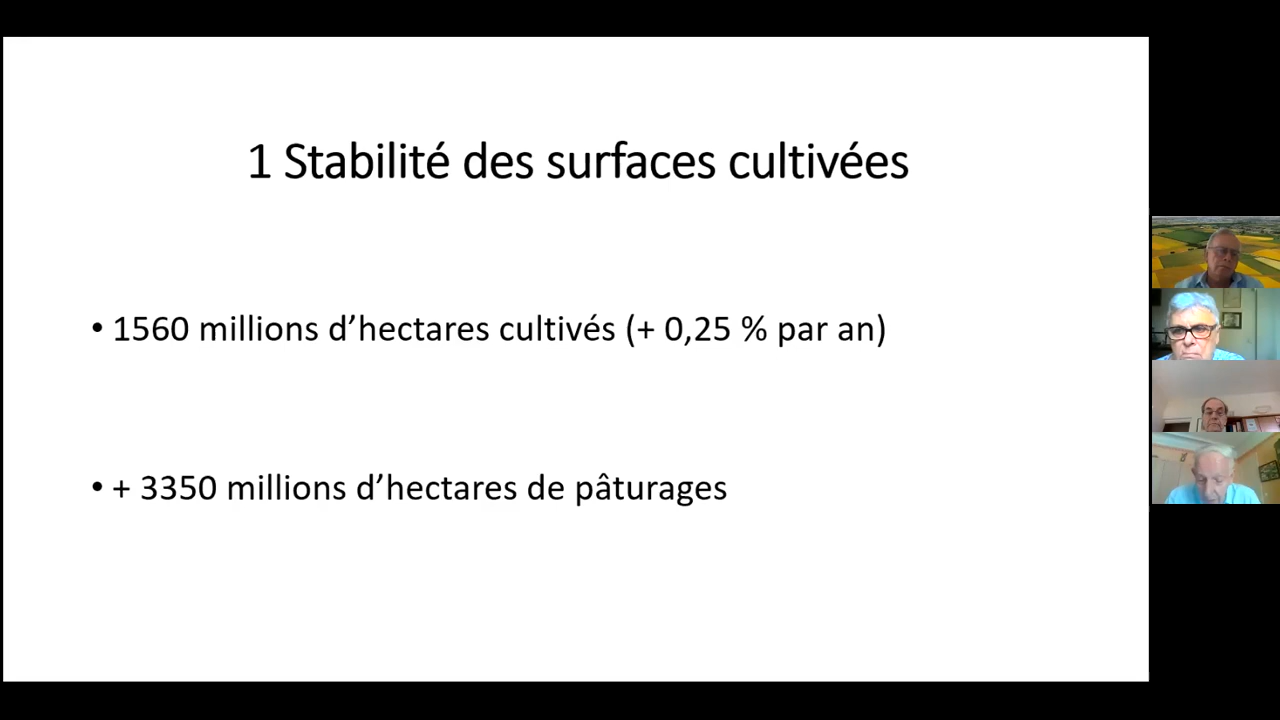 1 Stabilité des surfaces cultivées
• 1560 millions d’hectares cultivés (+ 0,25 % par an)
• + 3350 millions d’hectares de pâturages